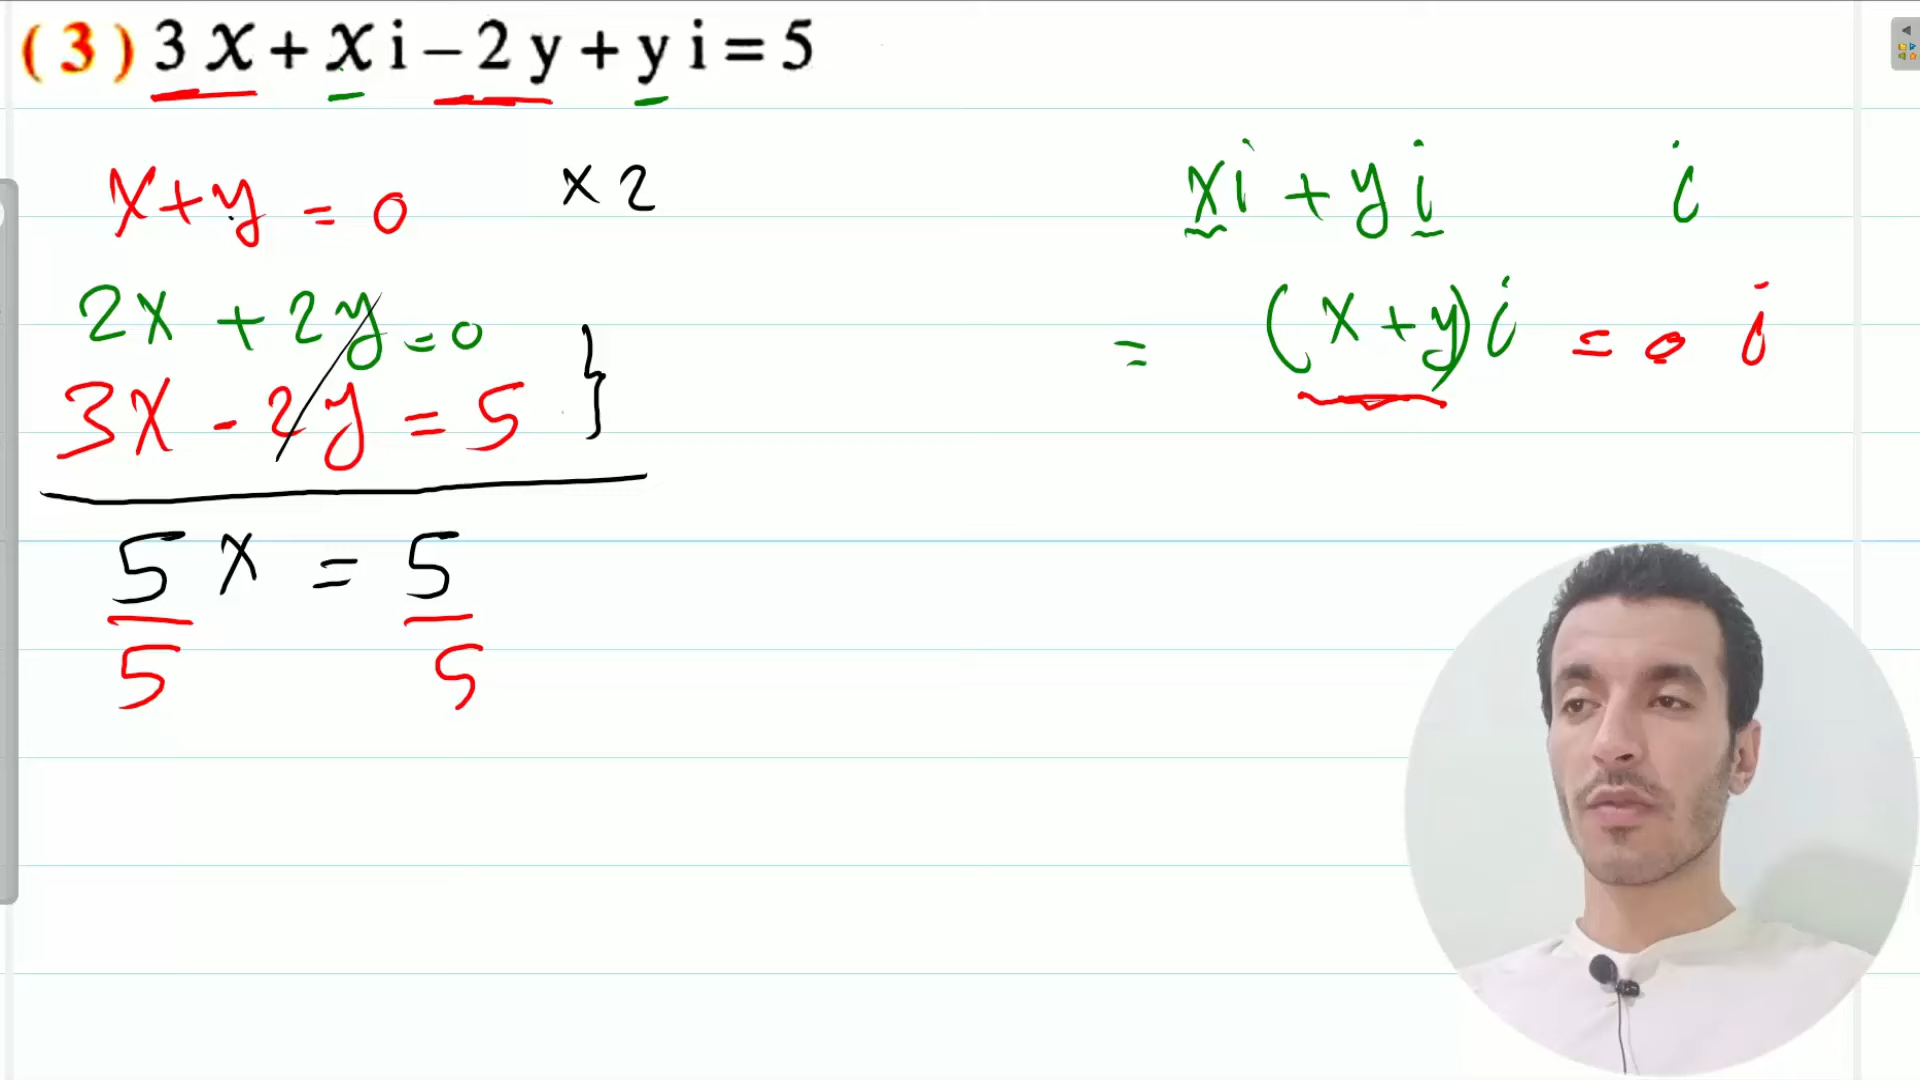 (3) 3x + xi − 2y + yi = 5
x + y = 0 × 2
2x + 2y = 0
3x - 2y = 5 }
5x = 5
5 5
xi + yi i
= (x + y)i = 0 i